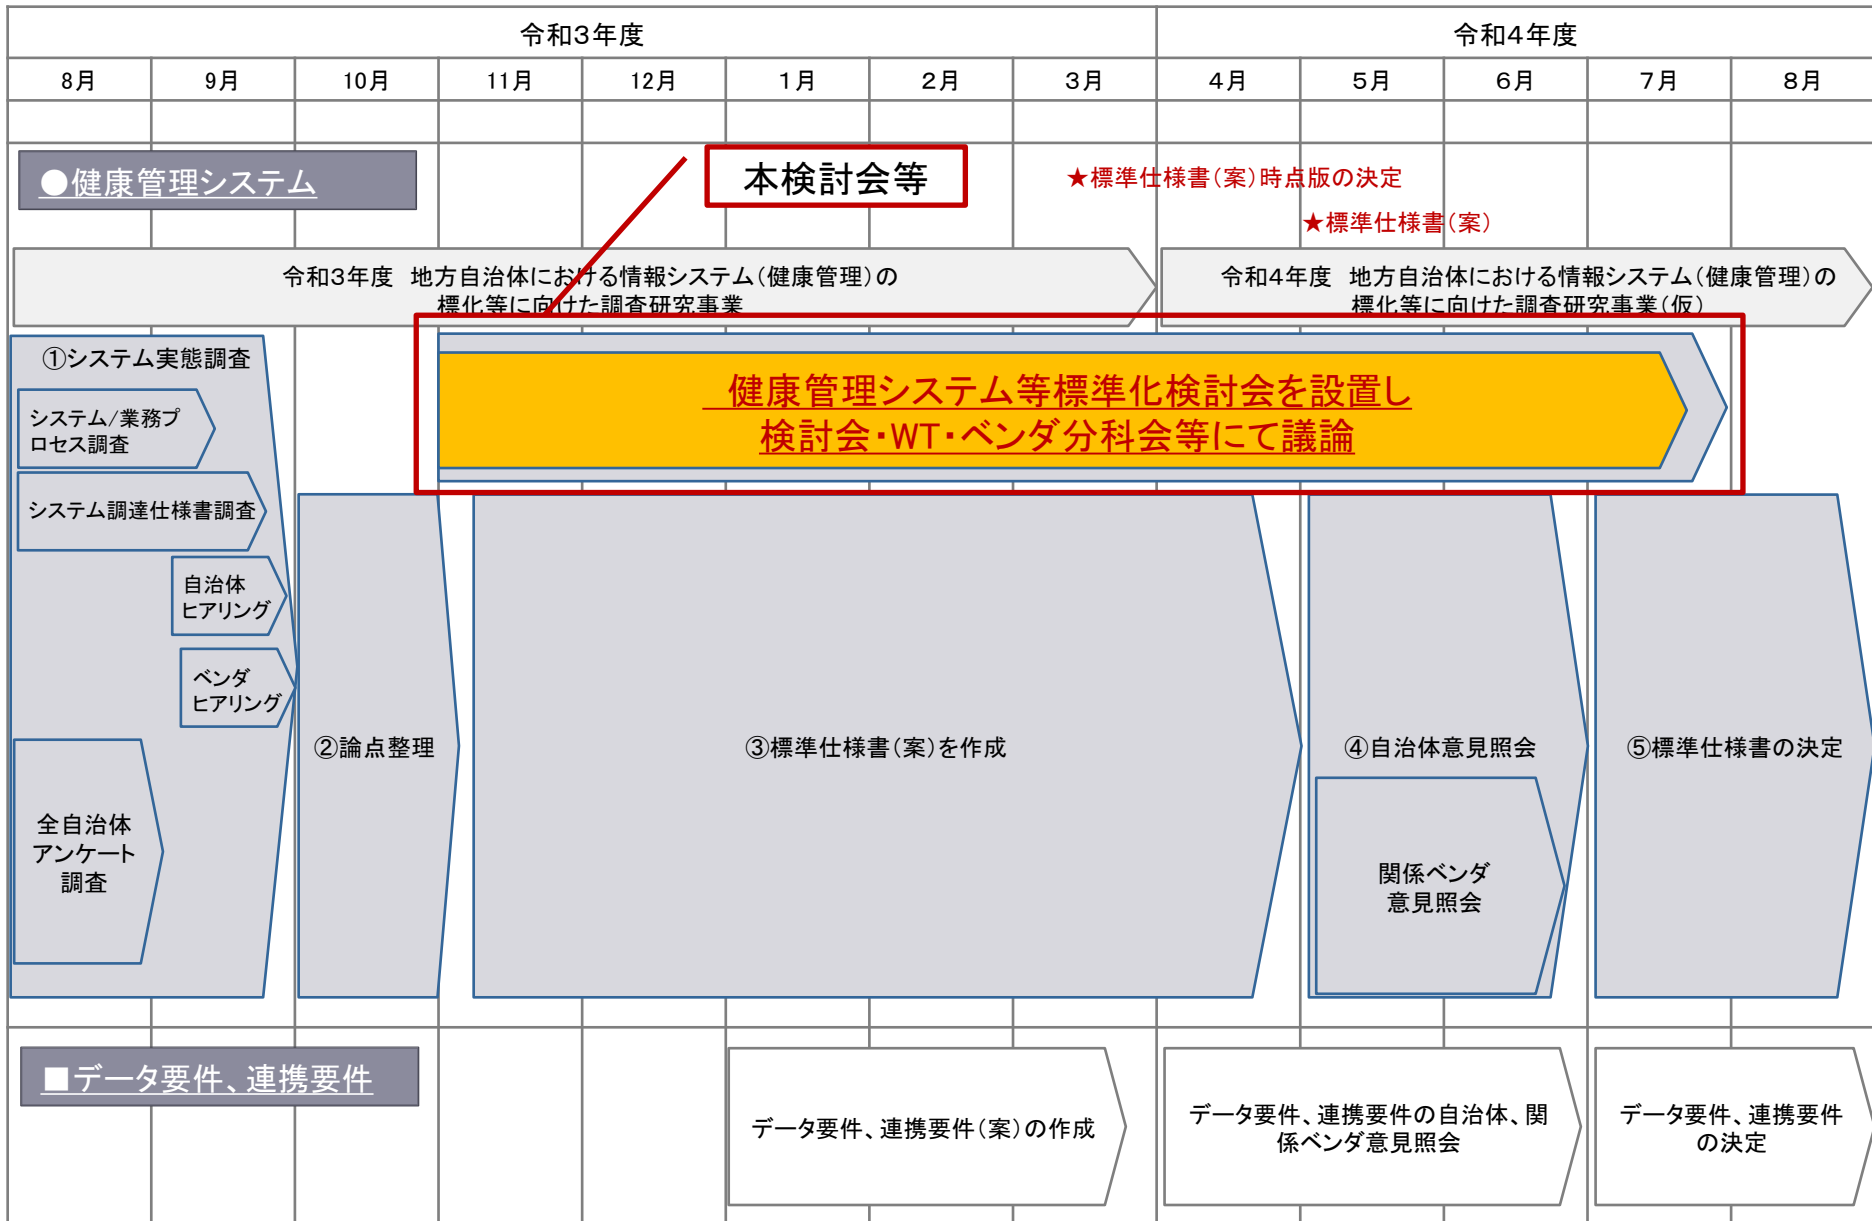 令和3年度
令和4年度
8月
9月
10月
11月
12月
1月
2月
3月
4月
5月
6月
7月
8月
●健康管理システム
本検討会等
★標準仕様書(案)時点版の決定
★標準仕様書(案)
令和3年度 地方自治体における情報システム(健康管理)の
標化等に向けた調査研究事業
令和4年度 地方自治体における情報システム(健康管理)の
標化等に向けた調査研究事業(仮)
①システム実態調査
システム/業務プ
ロセス調査
システム調達仕様書調査
自治体
ヒアリング
ベンダ
ヒアリング
全自治体
アンケート
調査
健康管理システム等標準化検討会を設置し
検討会・WT・ベンダ分科会等にて議論
②論点整理
③標準仕様書(案)を作成
④自治体意見照会
関係ベンダ
意見照会
⑤標準仕様書の決定
■データ要件、連携要件
データ要件、連携要件(案)の作成
データ要件、連携要件の自治体、関
係ベンダ意見照会
データ要件、連携要件
の決定